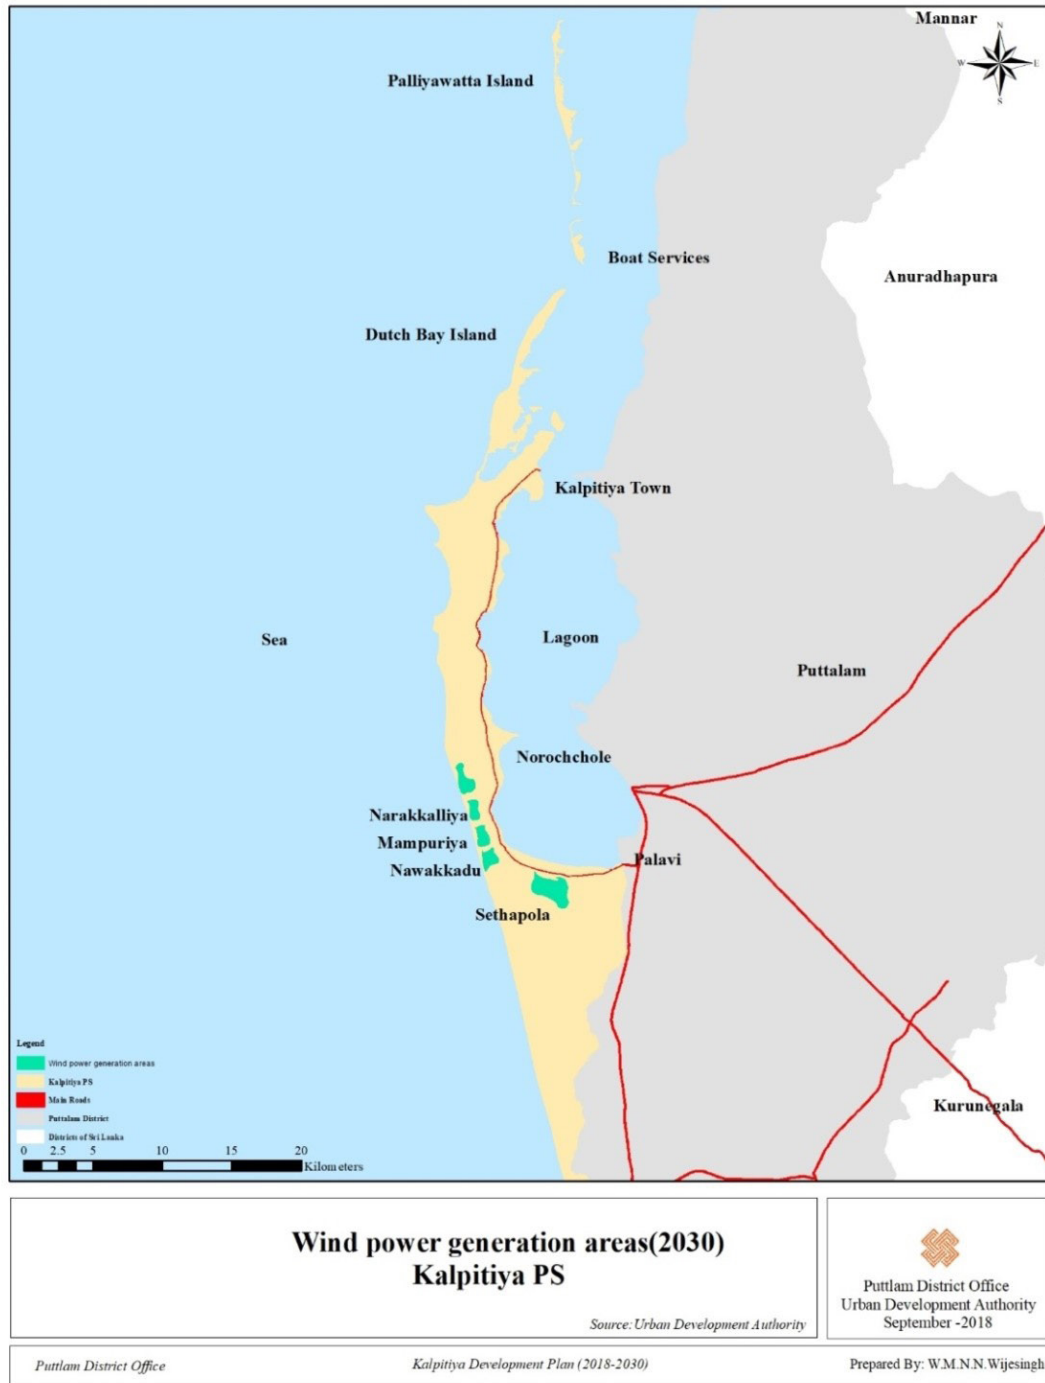 Mannar
N
W
E
S
Palliyawatta Island
Boat Services
Anuradhapura
Dutch Bay Island
Kalpitiya Town
Sea
Lagoon
Puttalam
Norochchole
Narakkalliya
Mampuriya
Nawakkadu
Palavi
Sethapola
Legend
Wind power generation areas
Kalpitiya PS
Main Roads
Puttalam District
Districts of Sri Lanka
Kurunegala
0 2.5 5 10 15 20
Kilometers
Wind power generation areas(2030)
Kalpitiya PS
Source: Urban Development Authority
Puttlam District Office
Urban Development Authority
September -2018
Puttlam District Office
Kalpitiya Development Plan (2018-2030)
Prepared By: W.M.N.N.Wijesingh